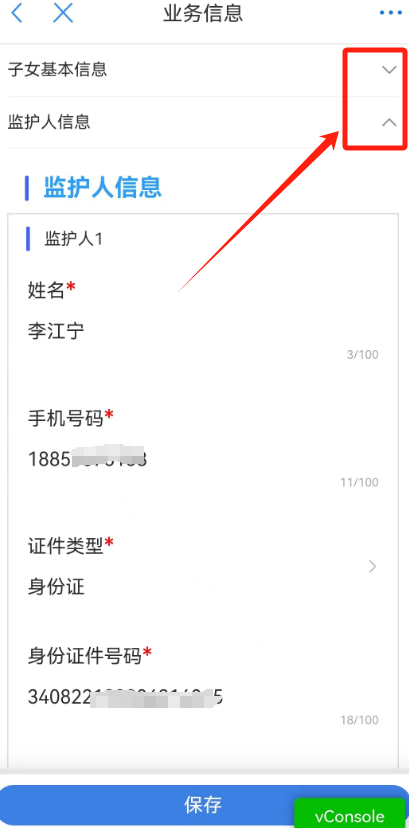 业务信息
子女基本信息
监护人信息
监护人信息
监护人1
姓名*
李江宁
3/100
手机号码*
1885
11/100
证件类型*
身份证
身份证件号码*
340822
18/100
保存
vConsole